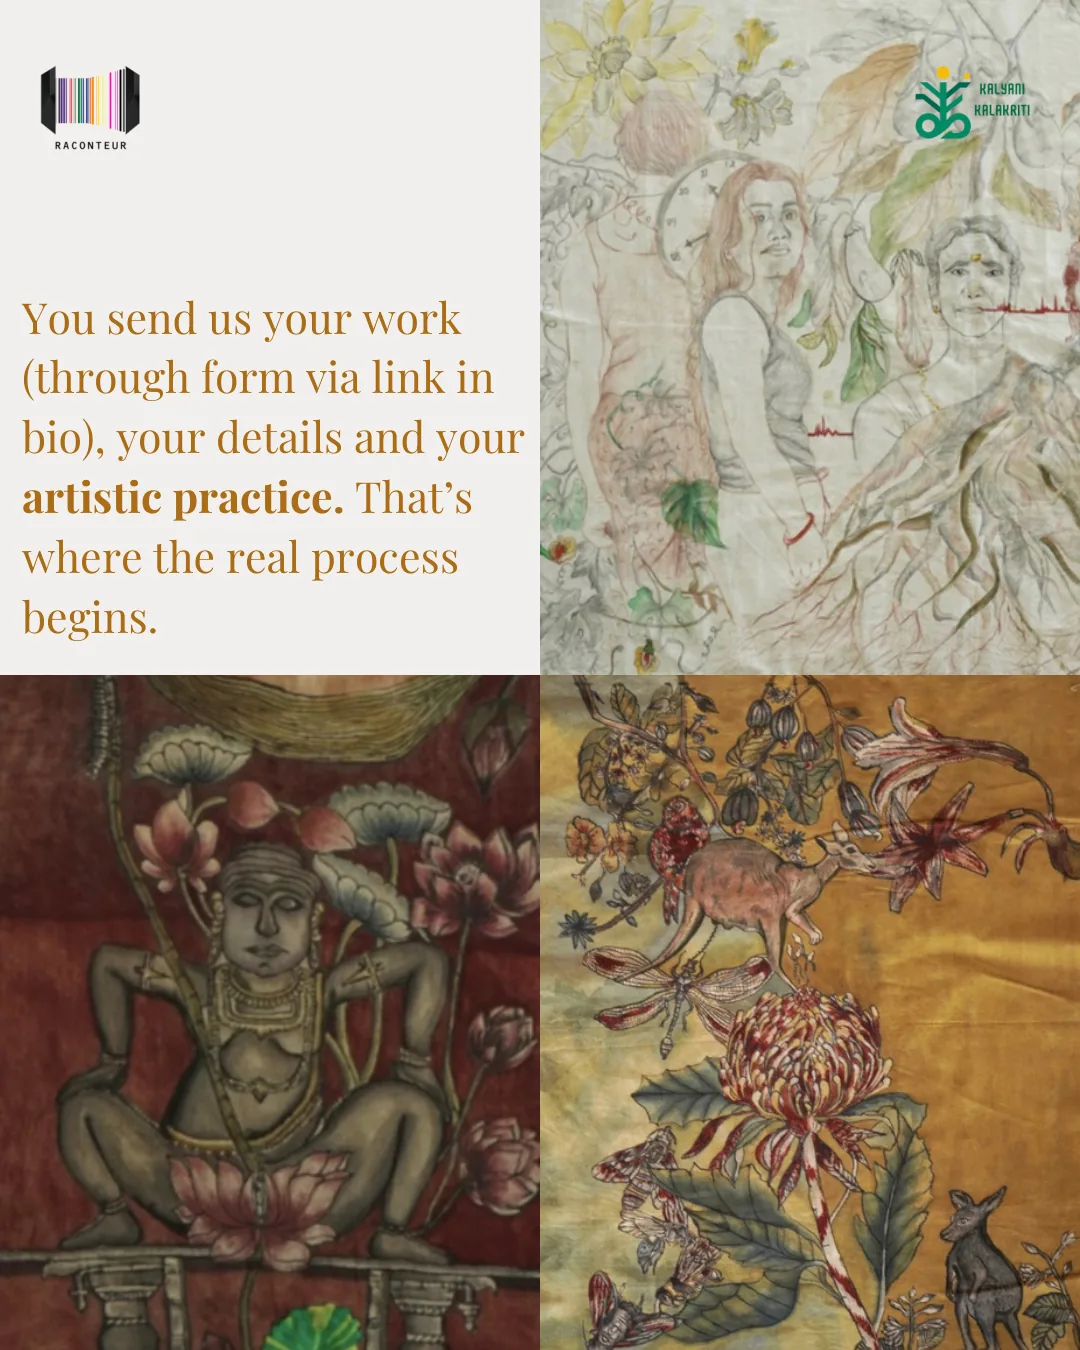 RACONTEUR
KALYANI
KALAKRITI
You send us your work
(through form via link in
bio), your details and your
artistic practice. That’s
where the real process
begins.